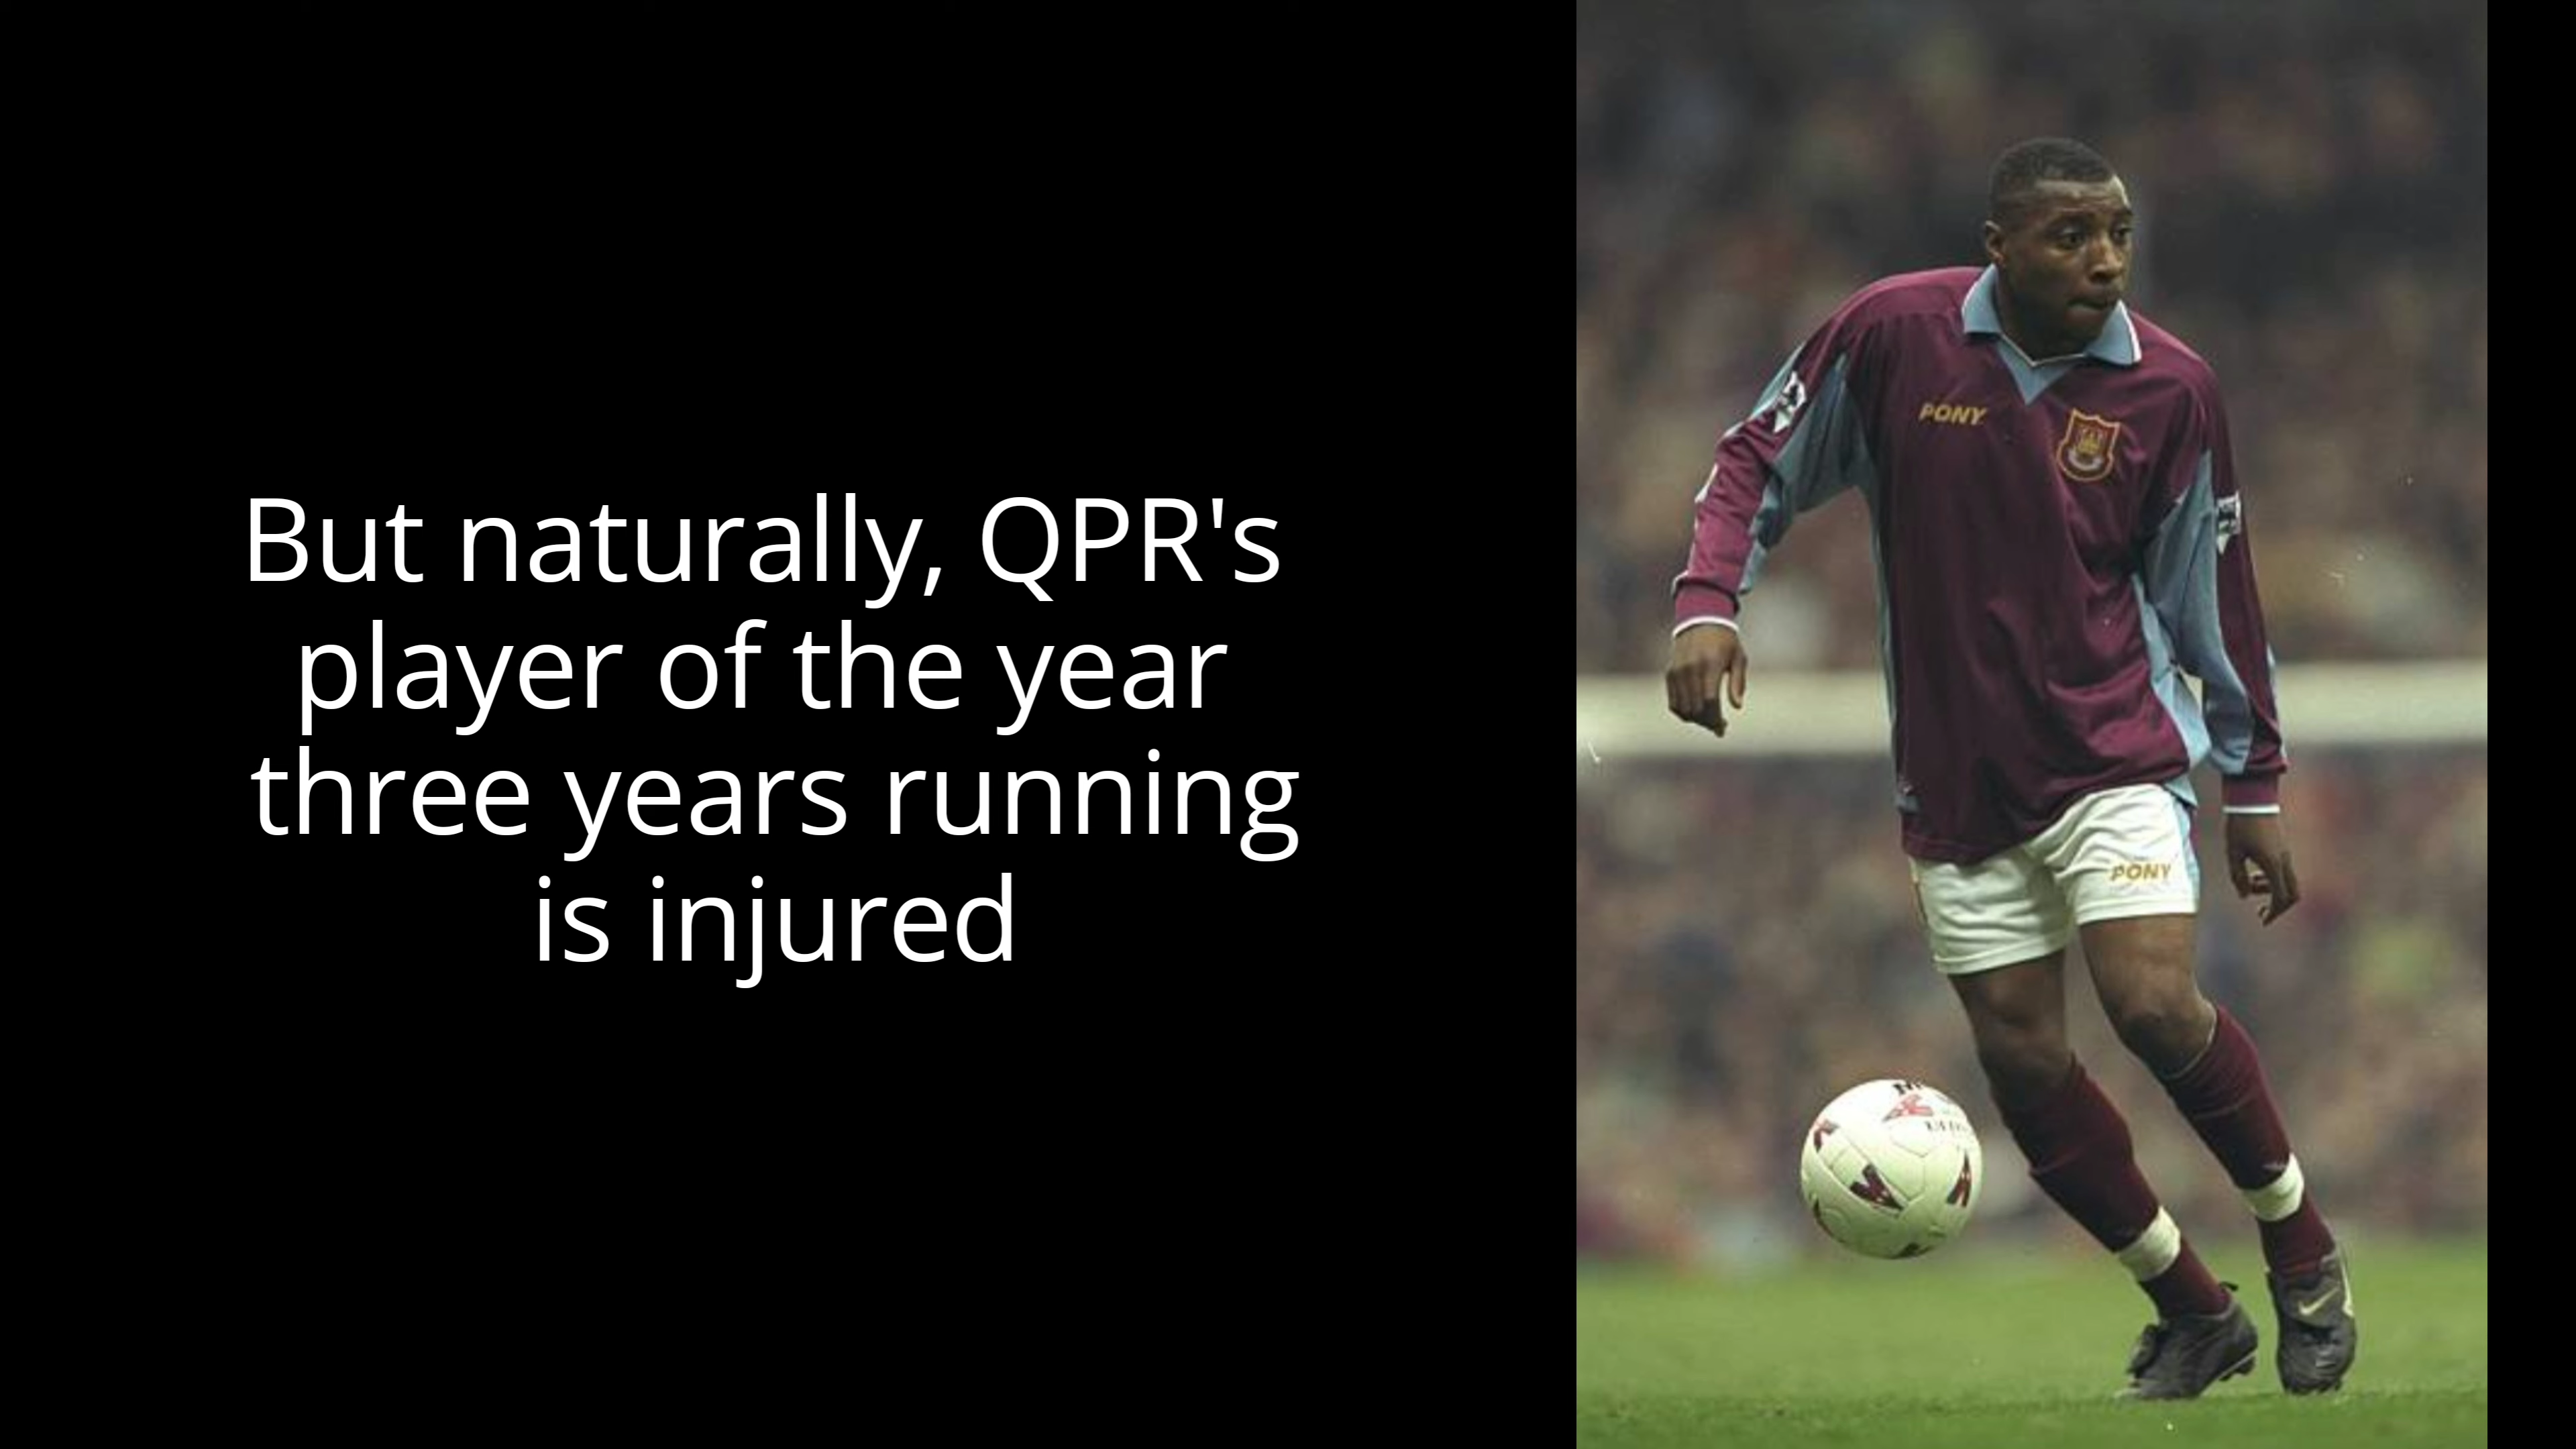 But naturally, QPR's
player of the year
three years running
is injured
PONY
PONY